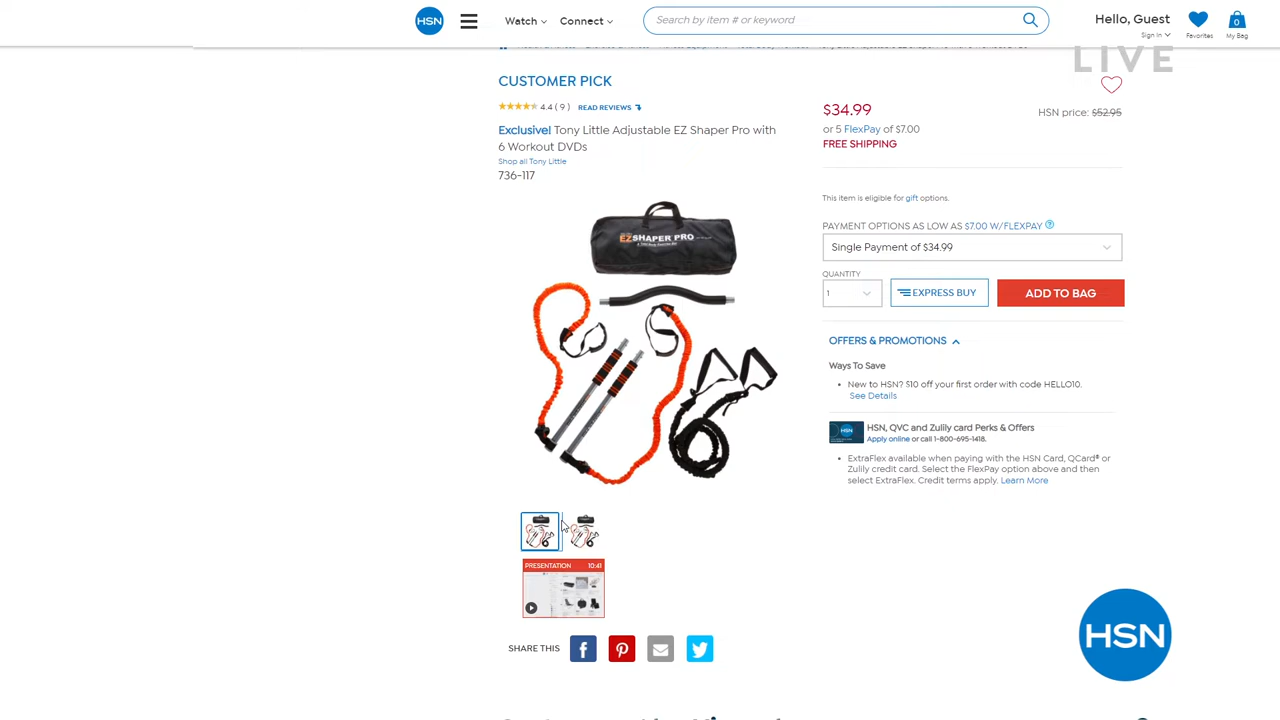 HSN
Watch
Connect
Search by item # or keyword
Hello, Guest
Sign In
Favorites
0
My Bag
LIVE
CUSTOMER PICK
4.4 ( 9 ) READ REVIEWS
$34.99
HSN price: $52.95
or 5 FlexPay of $7.00
FREE SHIPPING
Exclusive! Tony Little Adjustable EZ Shaper Pro with
6 Workout DVDs
Shop all Tony Little
736-117
This item is eligible for gift options.
PAYMENT OPTIONS AS LOW AS $7.00 W/FLEXPAY ?
Single Payment of $34.99
QUANTITY
1
EXPRESS BUY
ADD TO BAG
EZSHAPER PRO
OFFERS & PROMOTIONS
Ways To Save
New to HSN? $10 off your first order with code HELLO10.
See Details
HSN
HSN, QVC and Zulily card Perks & Offers
Apply online or call 1-800-695-1418.
ExtraFlex available when paying with the HSN Card, QCard® or
Zulily credit card. Select the FlexPay option above and then
select ExtraFlex. Credit terms apply. Learn More
PRESENTATION 10:41
SHARE THIS
HSN